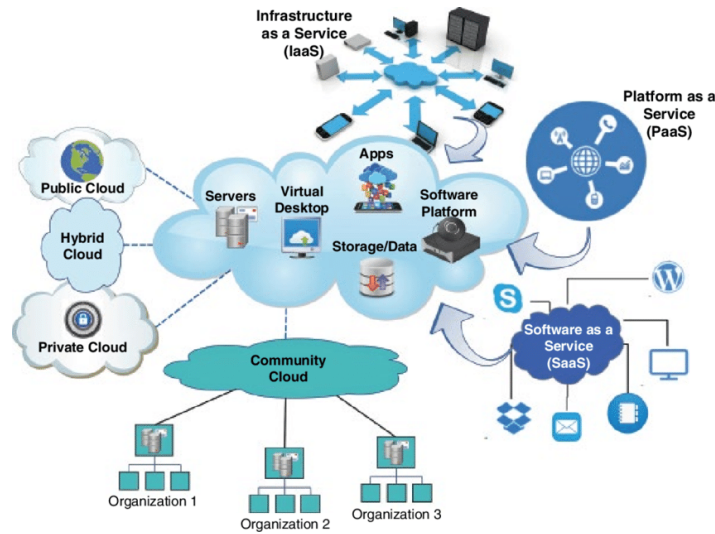 Infrastructure
as a Service
(IaaS)
Platform as a
Service
(PaaS)
Public Cloud
Hybrid
Cloud
Private Cloud
Servers
Virtual
Desktop
Apps
Software
Platform
Storage/Data
Software as a
Service
(SaaS)
Community
Cloud
Organization 1
Organization 2
Organization 3